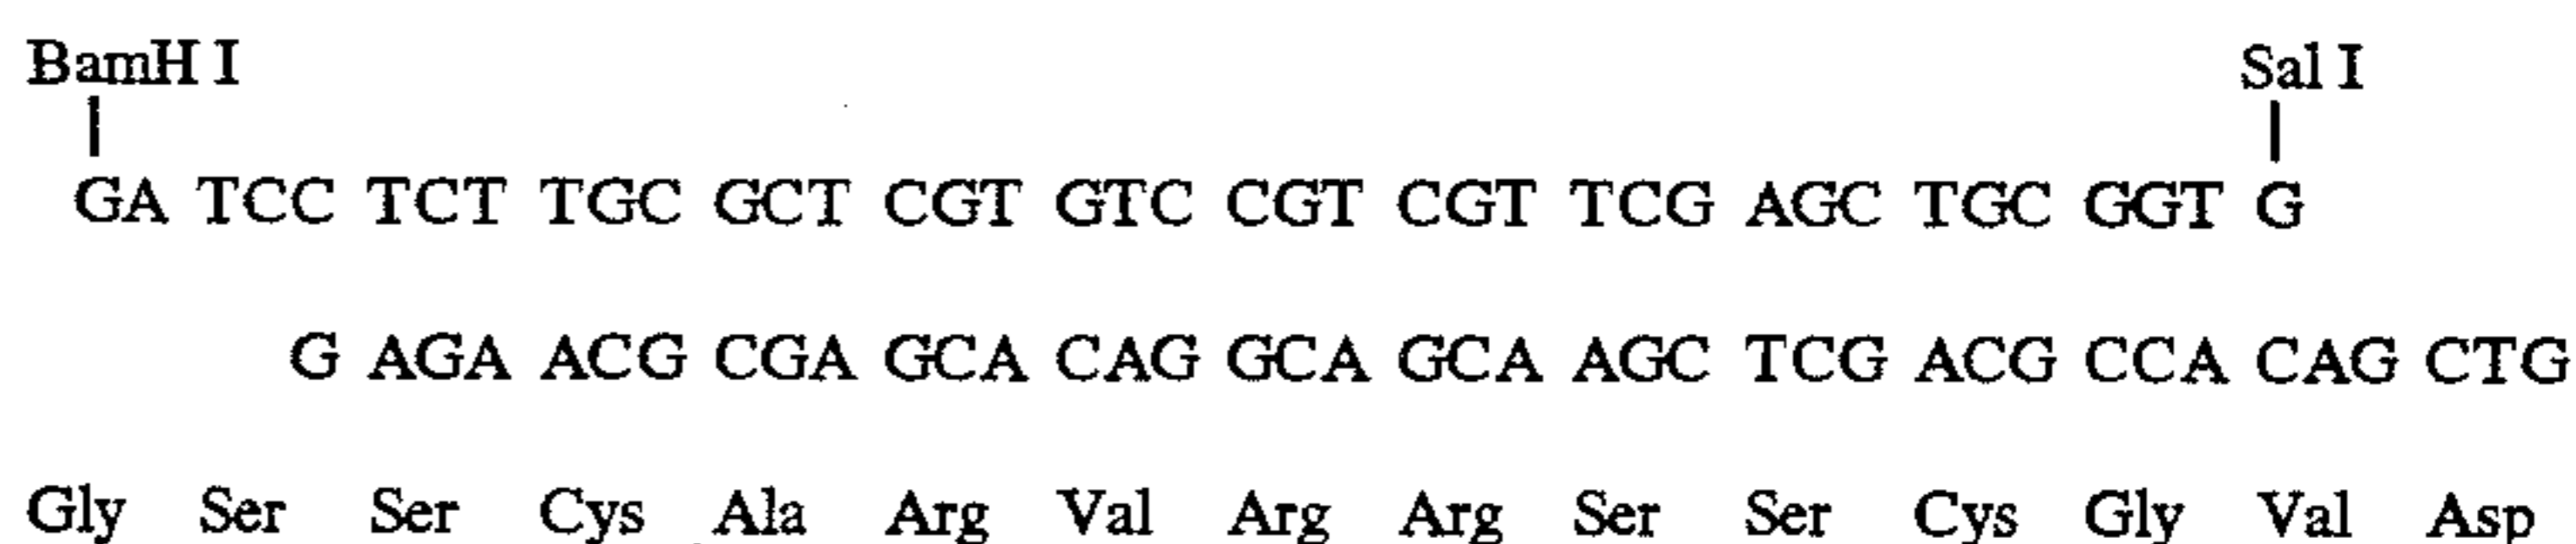 BamH I Sal I
GA TCC TCT TGC GCT CGT GTC CGT CGT TCG AGC TGC GGT G
G AGA ACG CGA GCA CAG GCA GCA AGC TCG ACG CCA CAG CTG
Gly Ser Ser Cys Ala Arg Val Arg Arg Ser Ser Cys Gly Val Asp